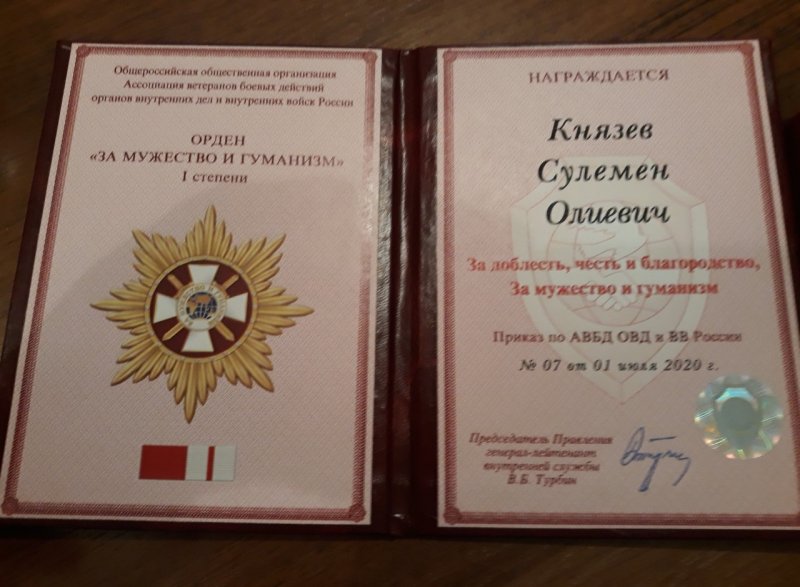 Общероссийская общественная организация
Ассоциация ветеранов боевых действий
органов внутренних дел и внутренних войск России
ОРДЕН
«ЗА МУЖЕСТВО И ГУМАНИЗМ»
I степени
НАГРАЖДАЕТСЯ
Князев
Сулемен
Олиевич
За доблесть, честь и благородство,
За мужество и гуманизм
Приказ по АВБД ОВД и ВВ России
№ 07 от 01 июля 2020 г.
Председатель Правления
генерал-лейтенант
внутренней службы
В.Б. Турбин